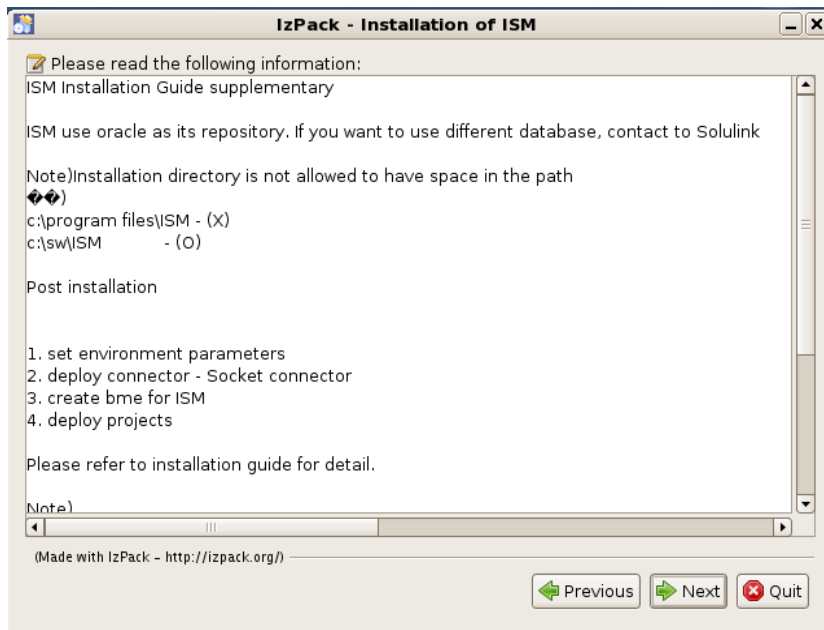 IzPack - Installation of ISM
Please read the following information:
ISM Installation Guide supplementary
ISM use oracle as its repository. If you want to use different database, contact to Solulink
Note)Installation directory is not allowed to have space in the path
��)
c:\program files\ISM - (X)
c:\sw\ISM - (O)
Post installation
1. set environment parameters
2. deploy connector - Socket connector
3. create bme for ISM
4. deploy projects
Please refer to installation guide for detail.
Note)
(Made with IzPack – http://izpack.org/)
Previous Next Quit